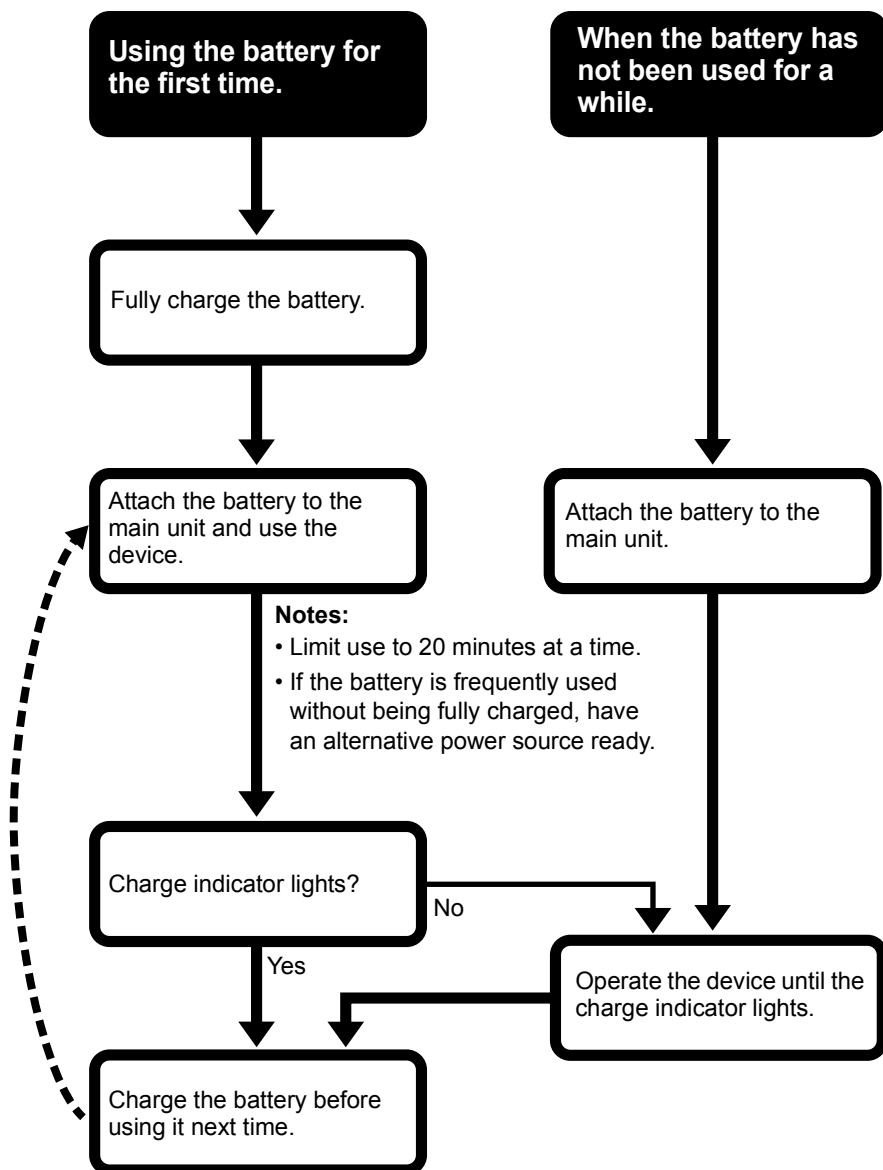 Using the battery for
the first time.
When the battery has
not been used for a
while.
Fully charge the battery.
Attach the battery to the
main unit and use the
device.
Attach the battery to the
main unit.
Notes:
• Limit use to 20 minutes at a time.
• If the battery is frequently used
without being fully charged, have
an alternative power source ready.
Charge indicator lights?
No
Yes
Operate the device until the
charge indicator lights.
Charge the battery before
using it next time.